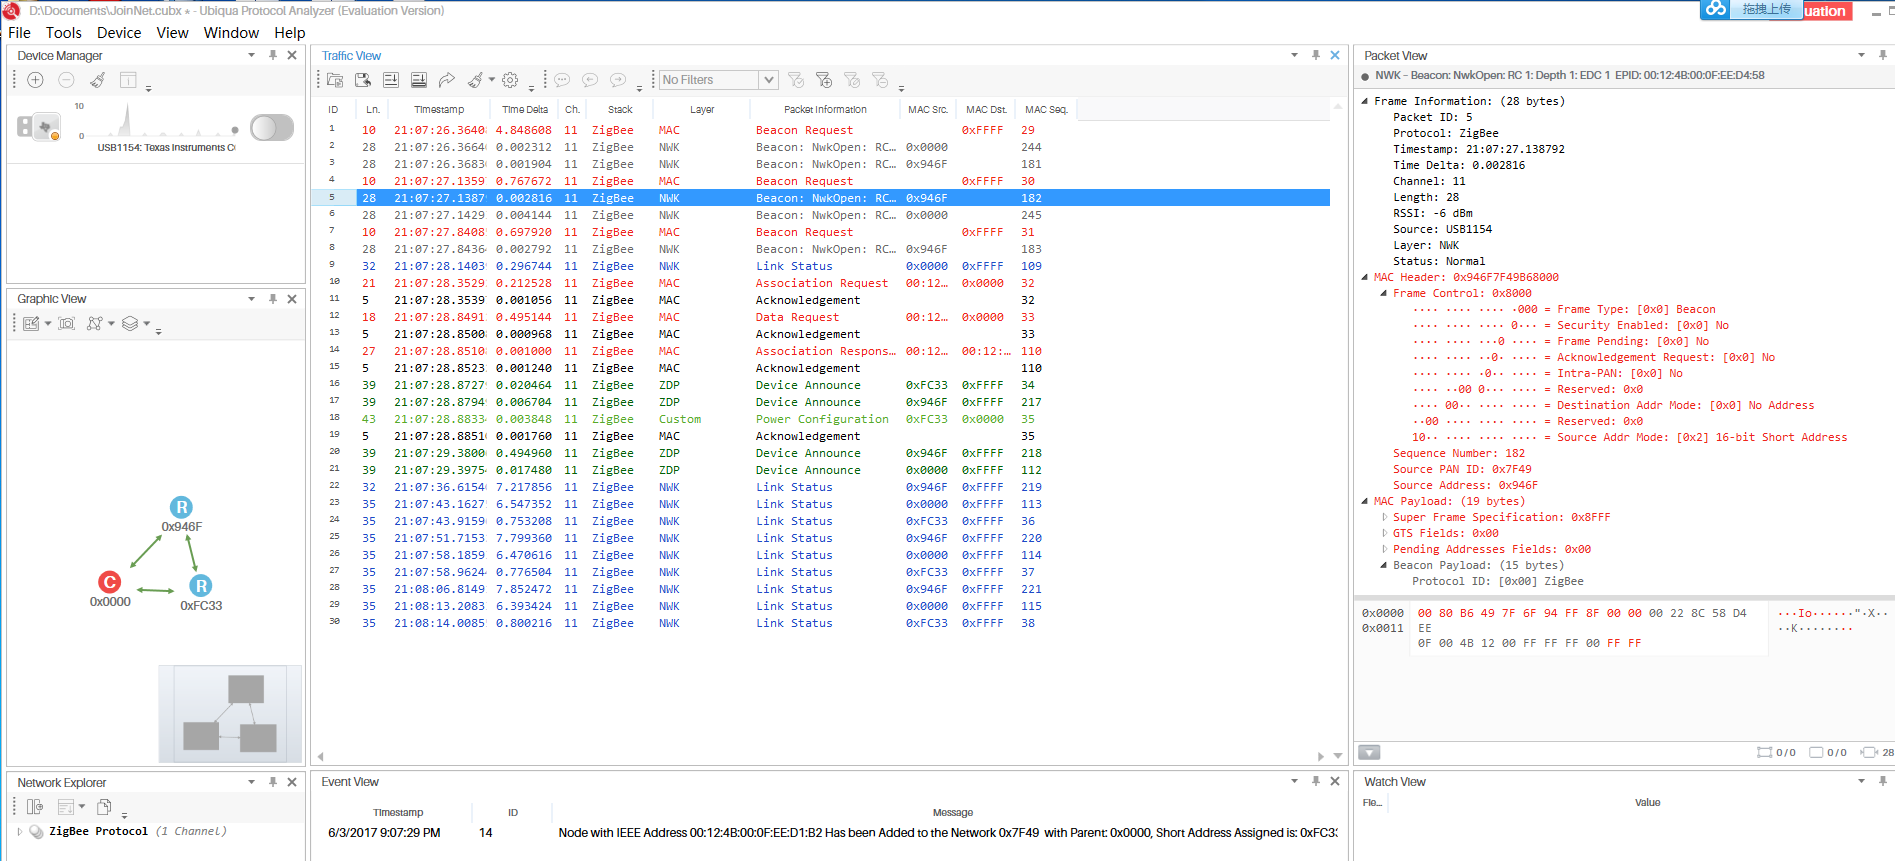 D:\Documents\JoinNet.cubx * - Ubiqua Protocol Analyzer (Evaluation Version)
拖拽上传
uation
File Tools Device View Window Help
Device Manager
10
0
USB1154: Texas Instruments C
Graphic View
R
0x946F
C
0x0000
R
0xFC33
Network Explorer
ZigBee Protocol (1 Channel)
Traffic View
No Filters
ID Ln. Timestamp Time Delta Ch. Stack Layer Packet Information MAC Src. MAC Dst. MAC Seq.
1 10 21:07:26.3640 4.848608 11 ZigBee MAC Beacon Request 0xFFFF 29
2 28 21:07:26.3664 0.002312 11 ZigBee NWK Beacon: NwkOpen: RC... 0x0000 244
3 28 21:07:26.3683 0.001904 11 ZigBee NWK Beacon: NwkOpen: RC... 0x946F 181
4 10 21:07:27.1359 0.767672 11 ZigBee MAC Beacon Request 0xFFFF 30
5 28 21:07:27.1387 0.002816 11 ZigBee NWK Beacon: NwkOpen: RC... 0x946F 182
6 28 21:07:27.1429 0.004144 11 ZigBee NWK Beacon: NwkOpen: RC... 0x0000 245
7 10 21:07:27.8408 0.697920 11 ZigBee MAC Beacon Request 0xFFFF 31
8 28 21:07:27.8436 0.002792 11 ZigBee NWK Beacon: NwkOpen: RC... 0x946F 183
9 32 21:07:28.1403 0.296744 11 ZigBee NWK Link Status 0x0000 0xFFFF 109
10 21 21:07:28.3529 0.212528 11 ZigBee MAC Association Request 00:12... 0x0000 32
11 5 21:07:28.3539 0.001056 11 ZigBee MAC Acknowledgement 32
12 18 21:07:28.8491 0.495144 11 ZigBee MAC Data Request 00:12... 0x0000 33
13 5 21:07:28.8500 0.000968 11 ZigBee MAC Acknowledgement 33
14 27 21:07:28.8510 0.001000 11 ZigBee MAC Association Respons... 00:12... 00:12:... 110
15 5 21:07:28.8523 0.001240 11 ZigBee MAC Acknowledgement 110
16 39 21:07:28.8727 0.020464 11 ZigBee ZDP Device Announce 0xFC33 0xFFFF 34
17 39 21:07:28.8794 0.006704 11 ZigBee ZDP Device Announce 0x946F 0xFFFF 217
18 43 21:07:28.8833 0.003848 11 ZigBee Custom Power Configuration 0xFC33 0x0000 35
19 5 21:07:28.8851 0.001760 11 ZigBee MAC Acknowledgement 35
20 39 21:07:29.3800 0.494960 11 ZigBee ZDP Device Announce 0x946F 0xFFFF 218
21 39 21:07:29.3975 0.017480 11 ZigBee ZDP Device Announce 0x0000 0xFFFF 112
22 32 21:07:36.6154 7.217856 11 ZigBee NWK Link Status 0x946F 0xFFFF 219
23 35 21:07:43.1627 6.547352 11 ZigBee NWK Link Status 0x0000 0xFFFF 113
24 35 21:07:43.9159 0.753208 11 ZigBee NWK Link Status 0xFC33 0xFFFF 36
25 35 21:07:51.7153 7.799360 11 ZigBee NWK Link Status 0x946F 0xFFFF 220
26 35 21:07:58.1859 6.470616 11 ZigBee NWK Link Status 0x0000 0xFFFF 114
27 35 21:07:58.9624 0.776504 11 ZigBee NWK Link Status 0xFC33 0xFFFF 37
28 35 21:08:06.8149 7.852472 11 ZigBee NWK Link Status 0x946F 0xFFFF 221
29 35 21:08:13.2083 6.393424 11 ZigBee NWK Link Status 0x0000 0xFFFF 115
30 35 21:08:14.0085 0.800216 11 ZigBee NWK Link Status 0xFC33 0xFFFF 38
Event View
Timestamp ID Message
6/3/2017 9:07:29 PM 14 Node with IEEE Address 00:12:4B:00:0F:EE:D1:B2 Has been Added to the Network 0x7F49 with Parent: 0x0000, Short Address Assigned is: 0xFC33
Packet View
NWK - Beacon: NwkOpen: RC 1: Depth 1: EDC 1 EPID: 00:12:4B:00:0F:EE:D4:58
Frame Information: (28 bytes)
Packet ID: 5
Protocol: ZigBee
Timestamp: 21:07:27.138792
Time Delta: 0.002816
Channel: 11
Length: 28
RSSI: -6 dBm
Source: USB1154
Layer: NWK
Status: Normal
MAC Header: 0x946F7F49B68000
Frame Control: 0x8000
···· ···· ···· ·000 = Frame Type: [0x0] Beacon
···· ···· ···· 0··· = Security Enabled: [0x0] No
···· ···· ···0 ···· = Frame Pending: [0x0] No
···· ···· ··0· ···· = Acknowledgement Request: [0x0] No
···· ···· ·0·· ···· = Intra-PAN: [0x0] No
···· ··00 0··· ···· = Reserved: 0x0
···· 00·· ···· ···· = Destination Addr Mode: [0x0] No Address
··00 ···· ···· ···· = Reserved: 0x0
10·· ···· ···· ···· = Source Addr Mode: [0x2] 16-bit Short Address
Sequence Number: 182
Source PAN ID: 0x7F49
Source Address: 0x946F
MAC Payload: (19 bytes)
Super Frame Specification: 0x8FFF
GTS Fields: 0x00
Pending Addresses Fields: 0x00
Beacon Payload: (15 bytes)
Protocol ID: [0x00] ZigBee
0x0000 00 80 B6 49 7F 6F 94 FF 8F 00 00 00 22 8C 58 D4 ···Io······"·X··
0x0011 EE ··K········
0F 00 4B 12 00 FF FF FF 00 FF FF
0/0 0/0 28
Watch View
Fie... Value